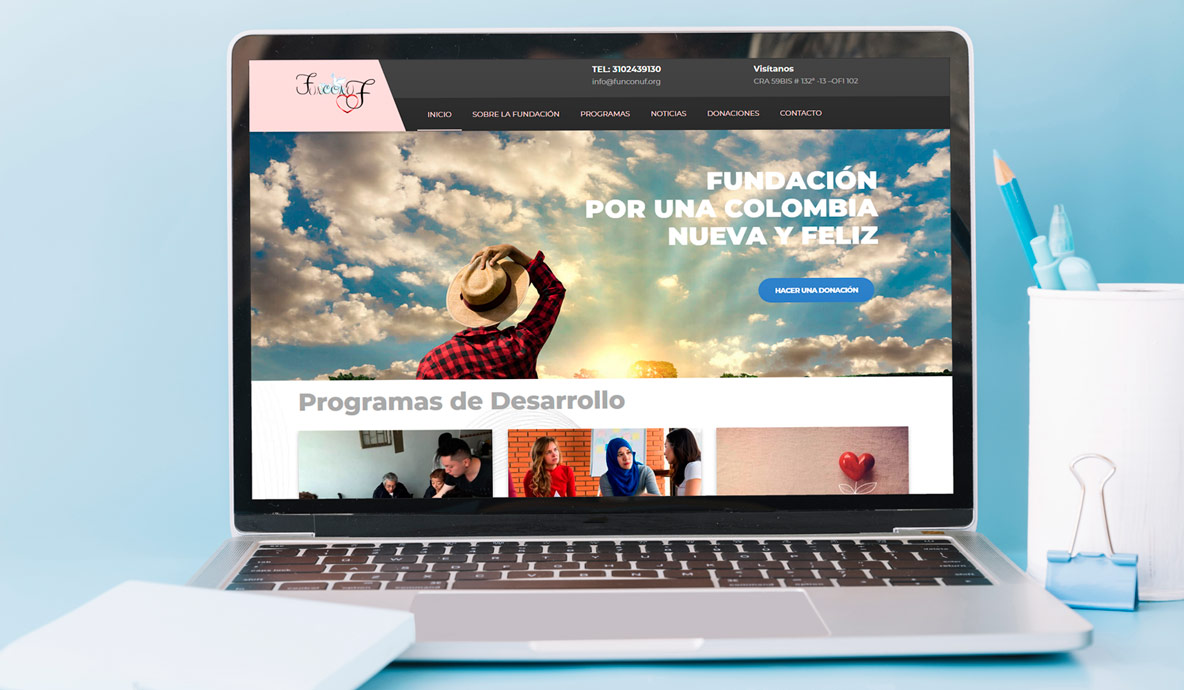 Funconuf
TEL: 3102439130
info@funconuf.org
Visítanos
CRA 59BIS # 132ª -13 -OFI 102
INICIO
SOBRE LA FUNDACIÓN
PROGRAMAS
NOTICIAS
DONACIONES
CONTACTO
FUNDACIÓN
POR UNA COLOMBIA
NUEVA Y FELIZ
HACER UNA DONACIÓN
Programas de Desarrollo